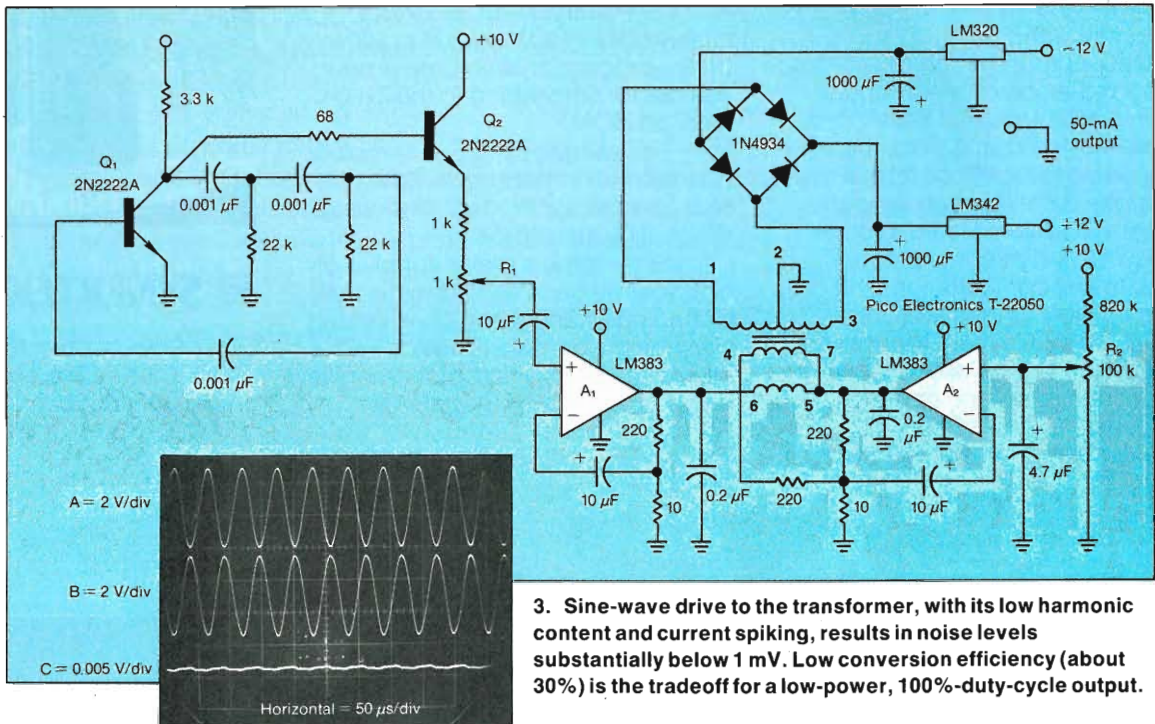 +10 V
3.3 k
68
Q₂
2N2222A
Q₁
2N2222A
0.001 µF
0.001 µF
22 k
22 k
0.001 µF
1 k
1 k
R₁
10 µF
+
+10 V
LM383
+
A₁
−
220
+
10 µF
10
0.2 µF
1
2
3
4
7
6
5
220
220
10
1N4934
1000 µF
+
LM320
−12 V
50-mA
output
LM342
+12 V
+
1000 µF
Pico Electronics T-22050
+10 V
820 k
R₂
100 k
LM383
+10 V
+
A₂
−
0.2
µF
+
10 µF
+
4.7 µF
A = 2 V/div
B = 2 V/div
C = 0.005 V/div
Horizontal = 50 µs/div
3. Sine-wave drive to the transformer, with its low harmonic
content and current spiking, results in noise levels
substantially below 1 mV. Low conversion efficiency (about
30%) is the tradeoff for a low-power, 100%-duty-cycle output.